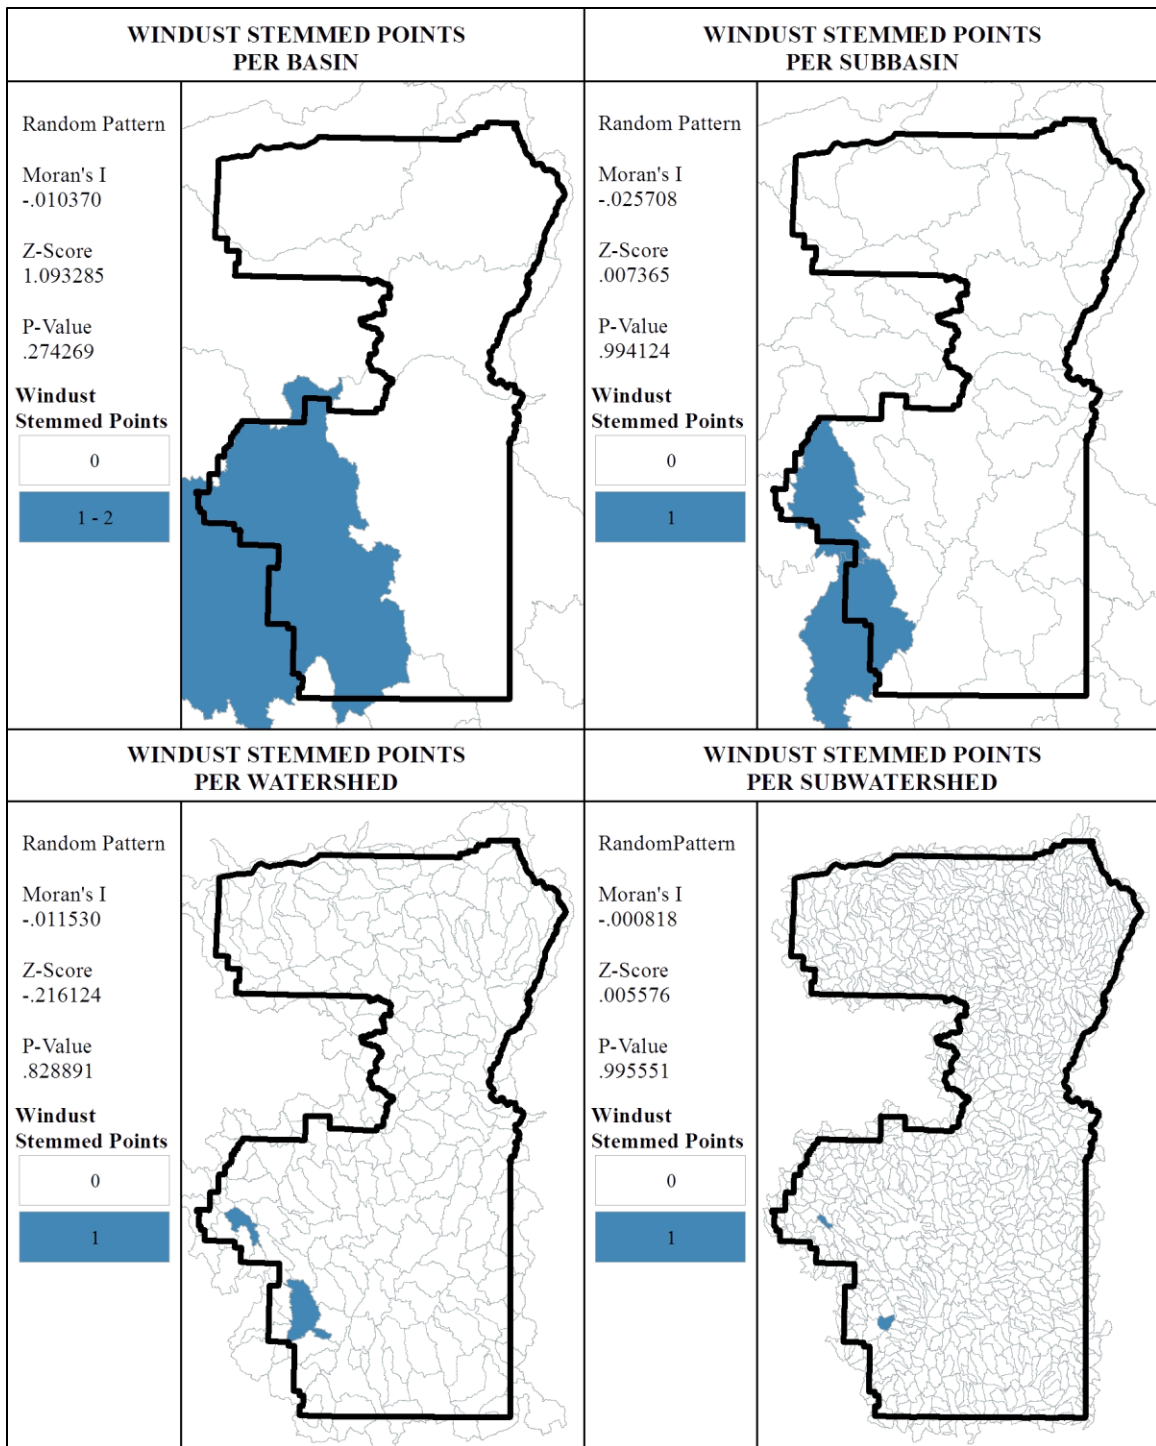 WINDUST STEMMED POINTS
PER BASIN
Random Pattern
Moran's I
-.010370
Z-Score
1.093285
P-Value
.274269
Windust
Stemmed Points
0
1 - 2
WINDUST STEMMED POINTS
PER SUBBASIN
Random Pattern
Moran's I
-.025708
Z-Score
.007365
P-Value
.994124
Windust
Stemmed Points
0
1
WINDUST STEMMED POINTS
PER WATERSHED
Random Pattern
Moran's I
-.011530
Z-Score
-.216124
P-Value
.828891
Windust
Stemmed Points
0
1
WINDUST STEMMED POINTS
PER SUBWATERSHED
RandomPattern
Moran's I
-.000818
Z-Score
.005576
P-Value
.995551
Windust
Stemmed Points
0
1